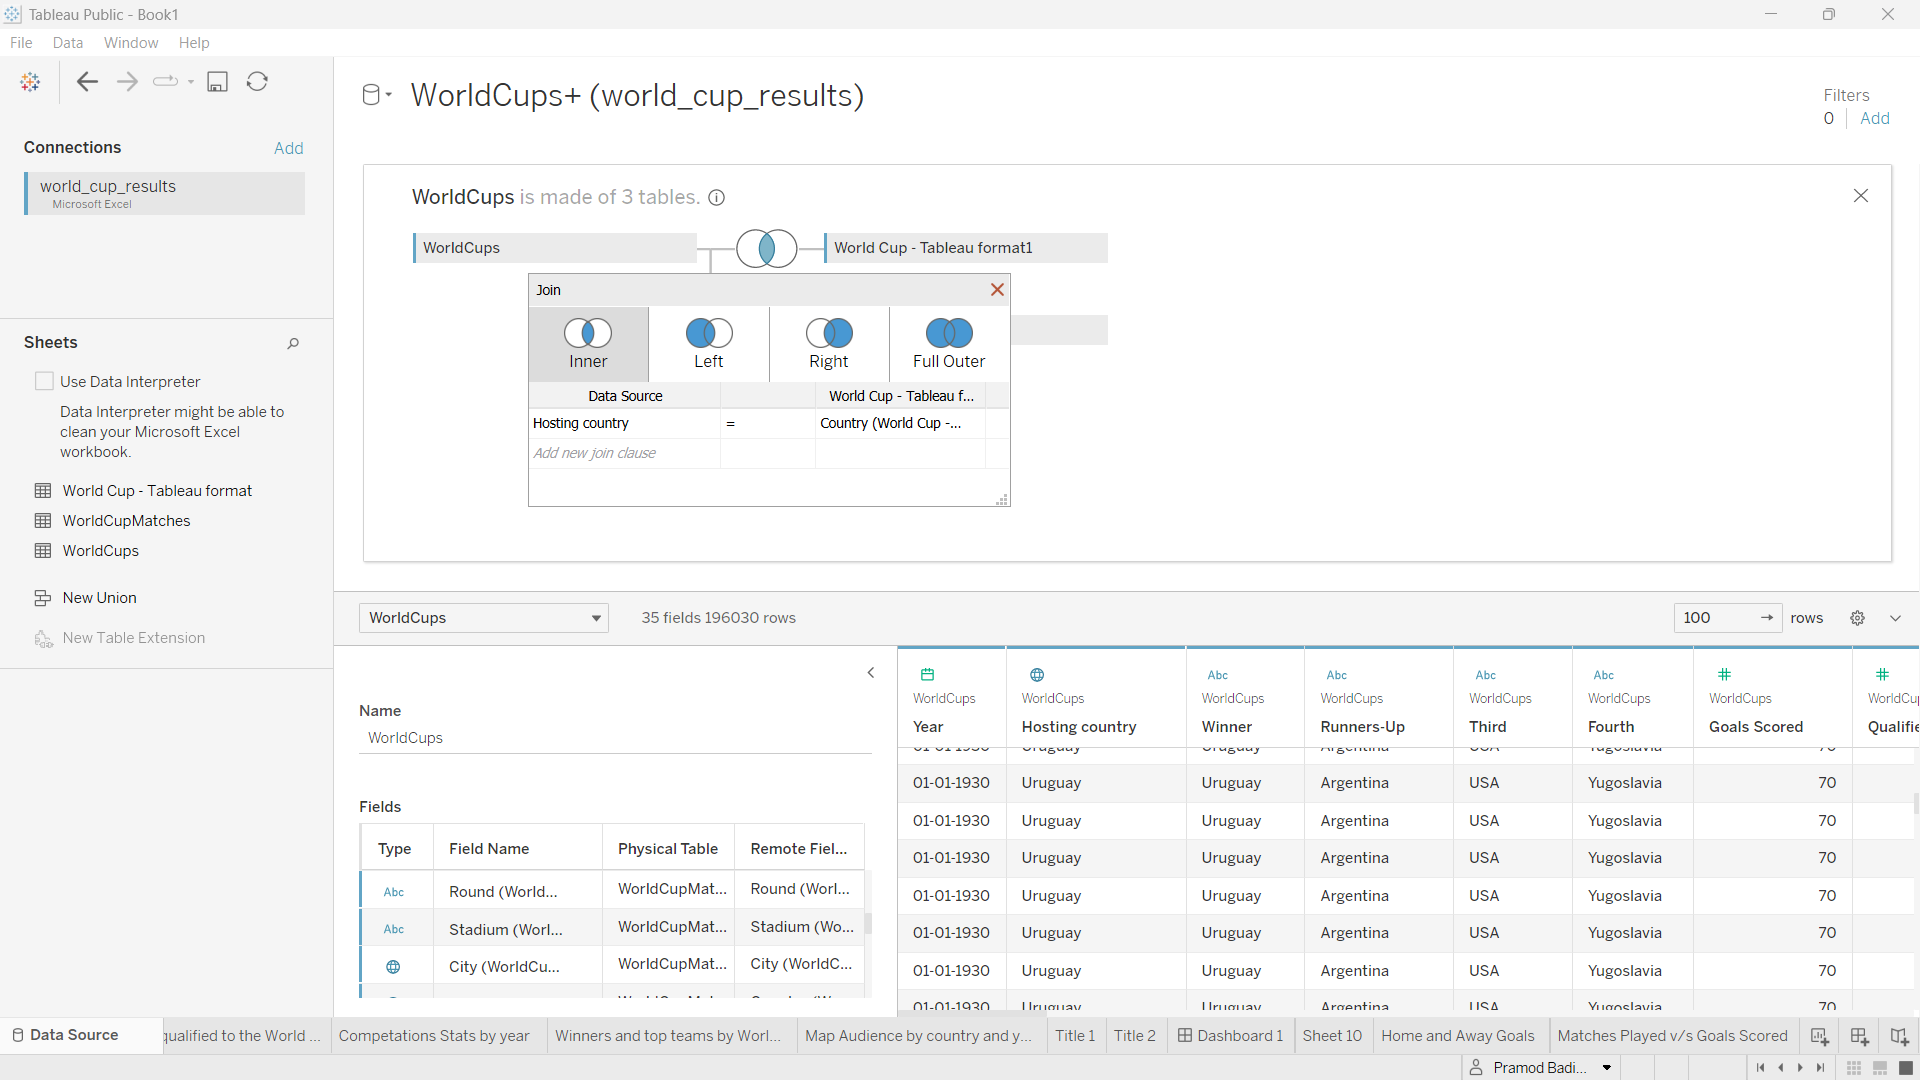 Tableau Public - Book1
File Data Window Help
Connections Add
world_cup_results
Microsoft Excel
Sheets
Use Data Interpreter
Data Interpreter might be able to
clean your Microsoft Excel
workbook.
World Cup - Tableau format
WorldCupMatches
WorldCups
New Union
New Table Extension
WorldCups+ (world_cup_results)
Filters
0 Add
WorldCups is made of 3 tables.
WorldCups
World Cup - Tableau format1
Join
Inner Left Right Full Outer
Data Source World Cup - Tableau f...
Hosting country = Country (World Cup -...
Add new join clause
WorldCups 35 fields 196030 rows 100 rows
Name
WorldCups
Fields
Type Field Name Physical Table Remote Fiel...
Abc Round (World... WorldCupMat... Round (Worl...
Abc Stadium (Worl... WorldCupMat... Stadium (Wo...
City (WorldCu... WorldCupMat... City (WorldC...
Abc Abc Abc Abc
WorldCups WorldCups WorldCups WorldCups WorldCups WorldCups WorldCups WorldCup
Year Hosting country Winner Runners-Up Third Fourth Goals Scored Qualifie
01-01-1930 Uruguay Uruguay Argentina USA Yugoslavia 70
01-01-1930 Uruguay Uruguay Argentina USA Yugoslavia 70
01-01-1930 Uruguay Uruguay Argentina USA Yugoslavia 70
01-01-1930 Uruguay Uruguay Argentina USA Yugoslavia 70
01-01-1930 Uruguay Uruguay Argentina USA Yugoslavia 70
01-01-1930 Uruguay Uruguay Argentina USA Yugoslavia 70
01-01-1930 Uruguay Uruguay Argentina USA Yugoslavia 70
01-01-1930 Uruguay Uruguay Argentina USA Yugoslavia 70
Data Source qualified to the World ... Competations Stats by year Winners and top teams by Worl... Map Audience by country and y... Title 1 Title 2 Dashboard 1 Sheet 10 Home and Away Goals Matches Played v/s Goals Scored
Pramod Badi...